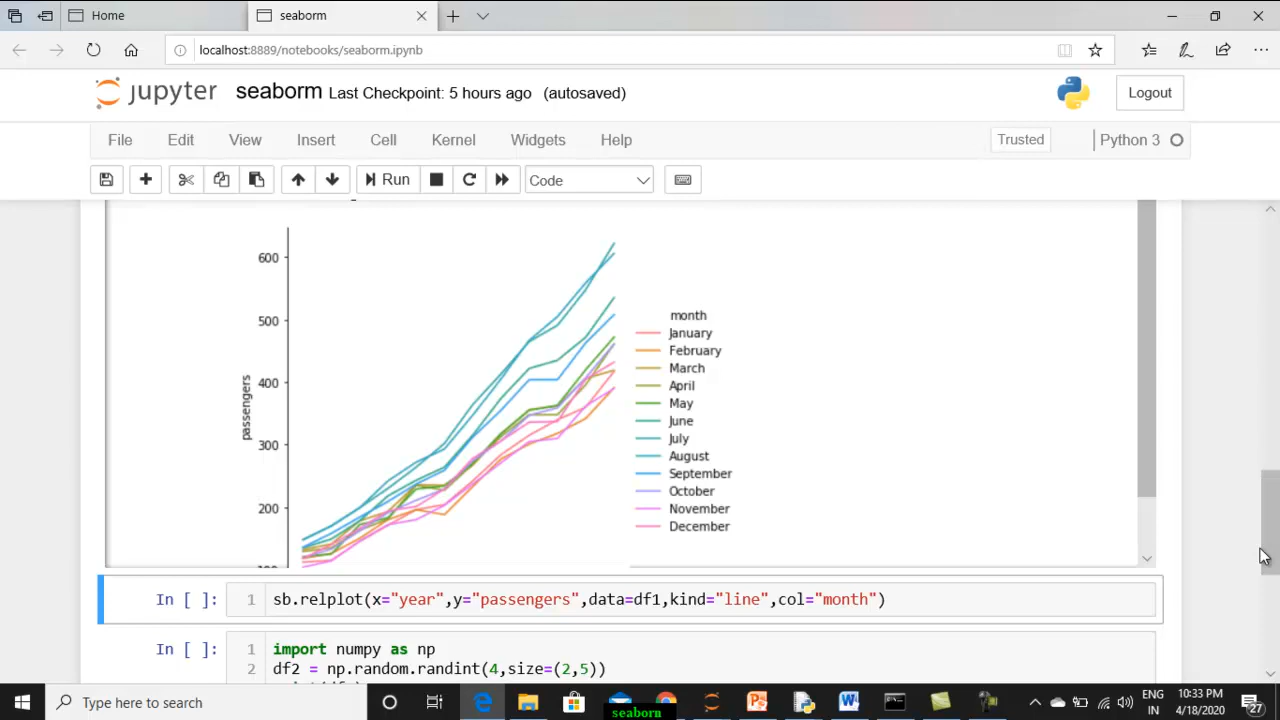 Home
seaborm
localhost:8889/notebooks/seaborm.ipynb
jupyter seaborm Last Checkpoint: 5 hours ago (autosaved)
Logout
File Edit View Insert Cell Kernel Widgets Help
Trusted
Python 3
Run
Code
600
500
400
300
200
passengers
month
January
February
March
April
May
June
July
August
September
October
November
December
In [ ]: 1 sb.relplot(x="year",y="passengers",data=df1,kind="line",col="month")
In [ ]: 1 import numpy as np
2 df2 = np.random.randint(4,size=(2,5))
Type here to search
seaborn
ENG
IN
10:33 PM
4/18/2020
27